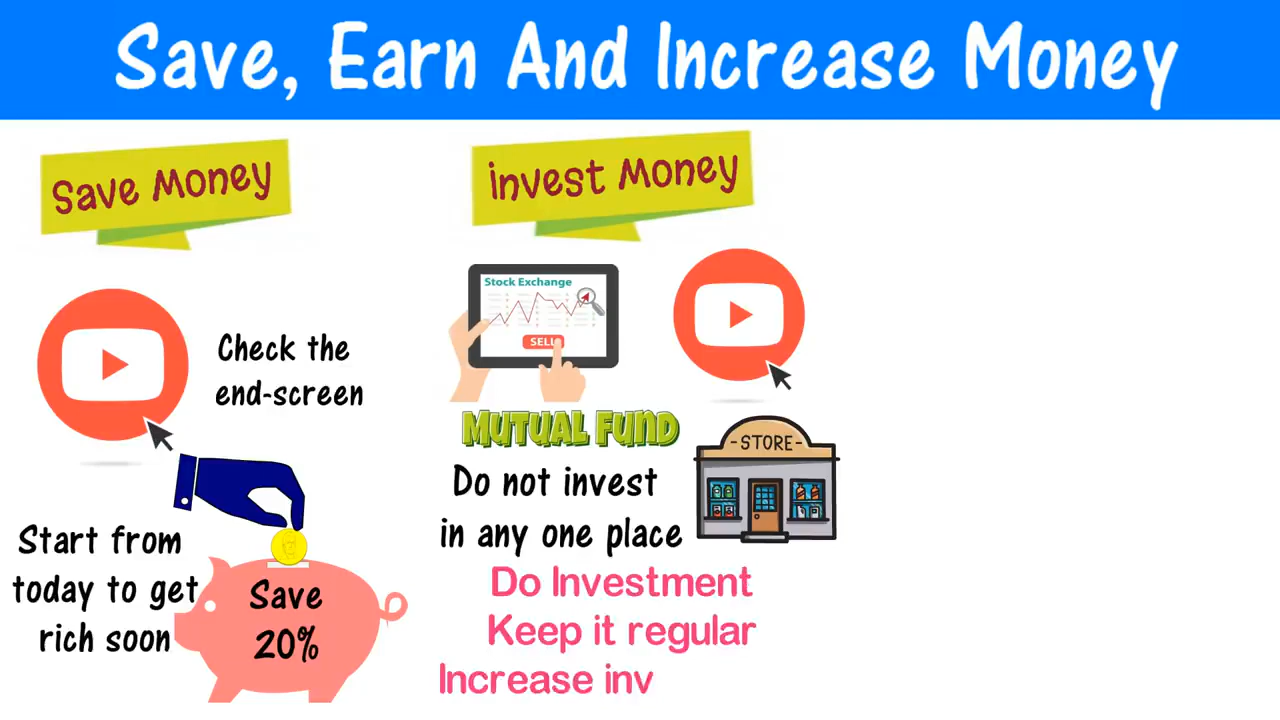 Save, Earn And Increase Money
Save Money
Check the
end-screen
Start from
today to get
rich soon
Save
20%
invest Money
Stock Exchange
SELL
MUTUAL FUND
-STORE-
Do not invest
in any one place
Do Investment
Keep it regular
Increase inv